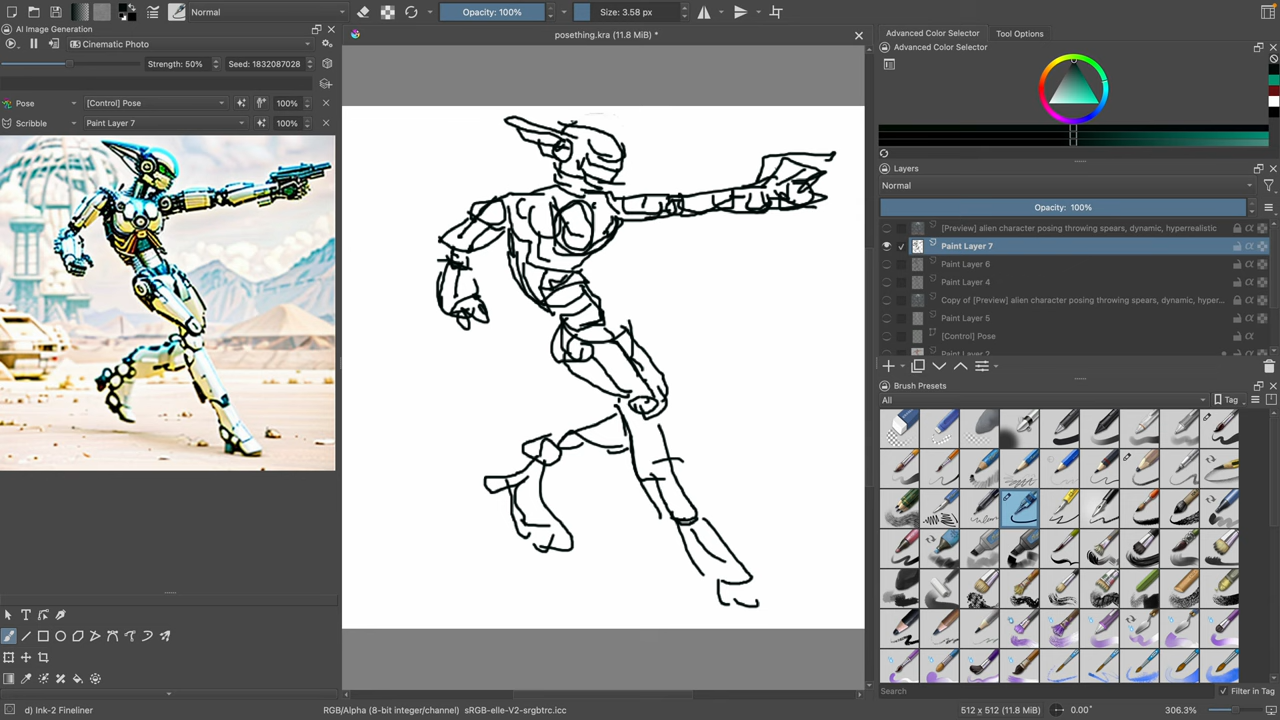 Normal
Opacity: 100%
Size: 3.58 px
AI Image Generation
Cinematic Photo
Strength: 50%
Seed: 1832087028
Pose
[Control] Pose
100%
Scribble
Paint Layer 7
100%
posething.kra (11.8 MiB) *
Advanced Color Selector
Tool Options
Advanced Color Selector
Layers
Normal
Opacity: 100%
[Preview] alien character posing throwing spears, dynamic, hyperrealistic
Paint Layer 7
Paint Layer 6
Paint Layer 4
Copy of [Preview] alien character posing throwing spears, dynamic, hyper...
Paint Layer 5
[Control] Pose
Paint Layer 2
Brush Presets
All
Tag
Search
Filter in Tag
d) Ink-2 Fineliner
RGB/Alpha (8-bit integer/channel) sRGB-elle-V2-srgbtrc.icc
512 x 512 (11.8 MiB)
0.00°
306.3%